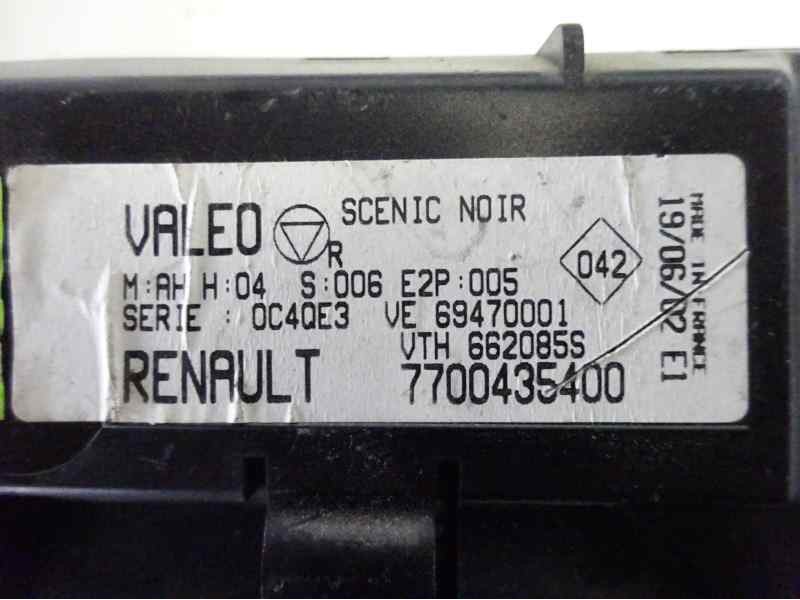 VALEO R SCENIC NOIR
042
M:AH H:04 S:006 E2P:005
SERIE : 0C4QE3 VE 69470001
VTH 662085S
RENAULT 7700435400
19/06/02 E1
MADE IN FRANCE